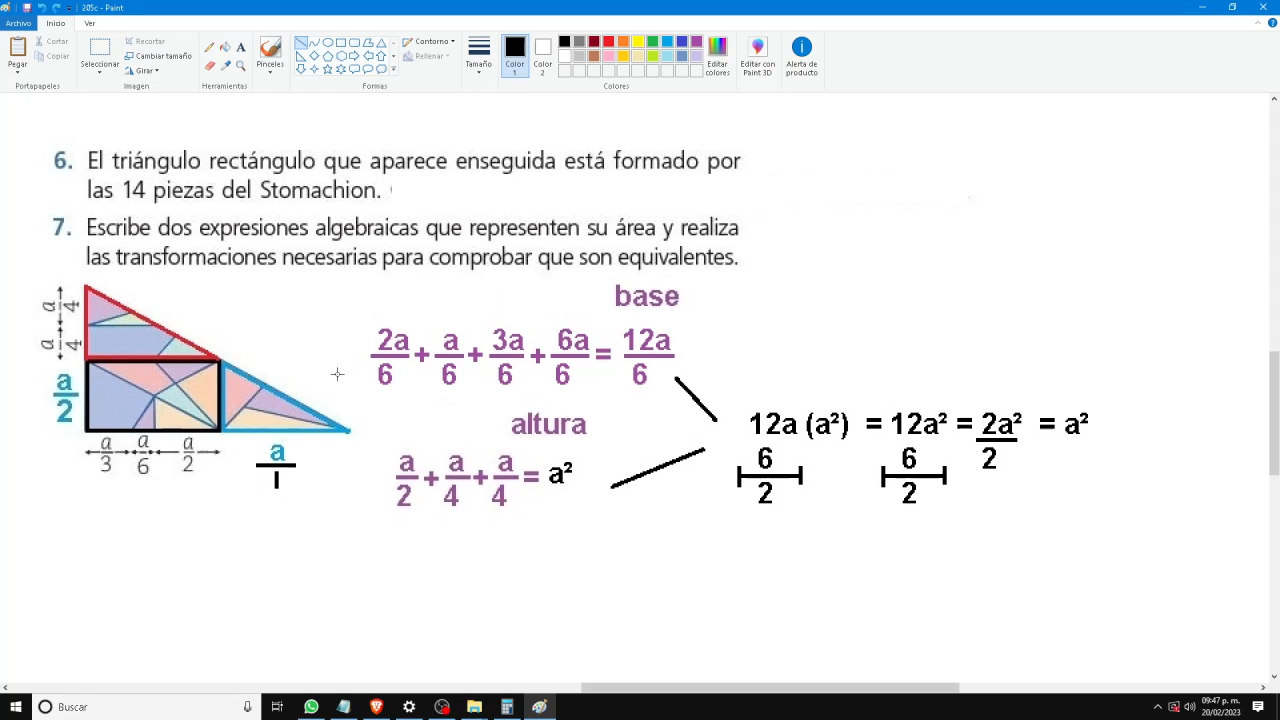 205c - Paint
Archivo Inicio Ver
Pegar
Cortar
Copiar
Portapapeles
Seleccionar
Recortar
Cambiar tamaño
Girar
Imagen
A
Herramientas
Pinceles
Contorno
Rellenar
Formas
Tamaño
Color 1
Color 2
Editar colores
Colores
Editar con Paint 3D
Alerta de producto
6. El triángulo rectángulo que aparece enseguida está formado por
las 14 piezas del Stomachion.
7. Escribe dos expresiones algebraicas que representen su área y realiza
las transformaciones necesarias para comprobar que son equivalentes.
a/4
a/4
a/2
a/3 a/6 a/2
a/1
base
2a/6 + a/6 + 3a/6 + 6a/6 = 12a/6
altura
a/2 + a/4 + a/4 = a²
12a (a²) = 12a² = 2a² = a²
6 6 2
2 2
Buscar
09:47 p. m.
20/02/2023